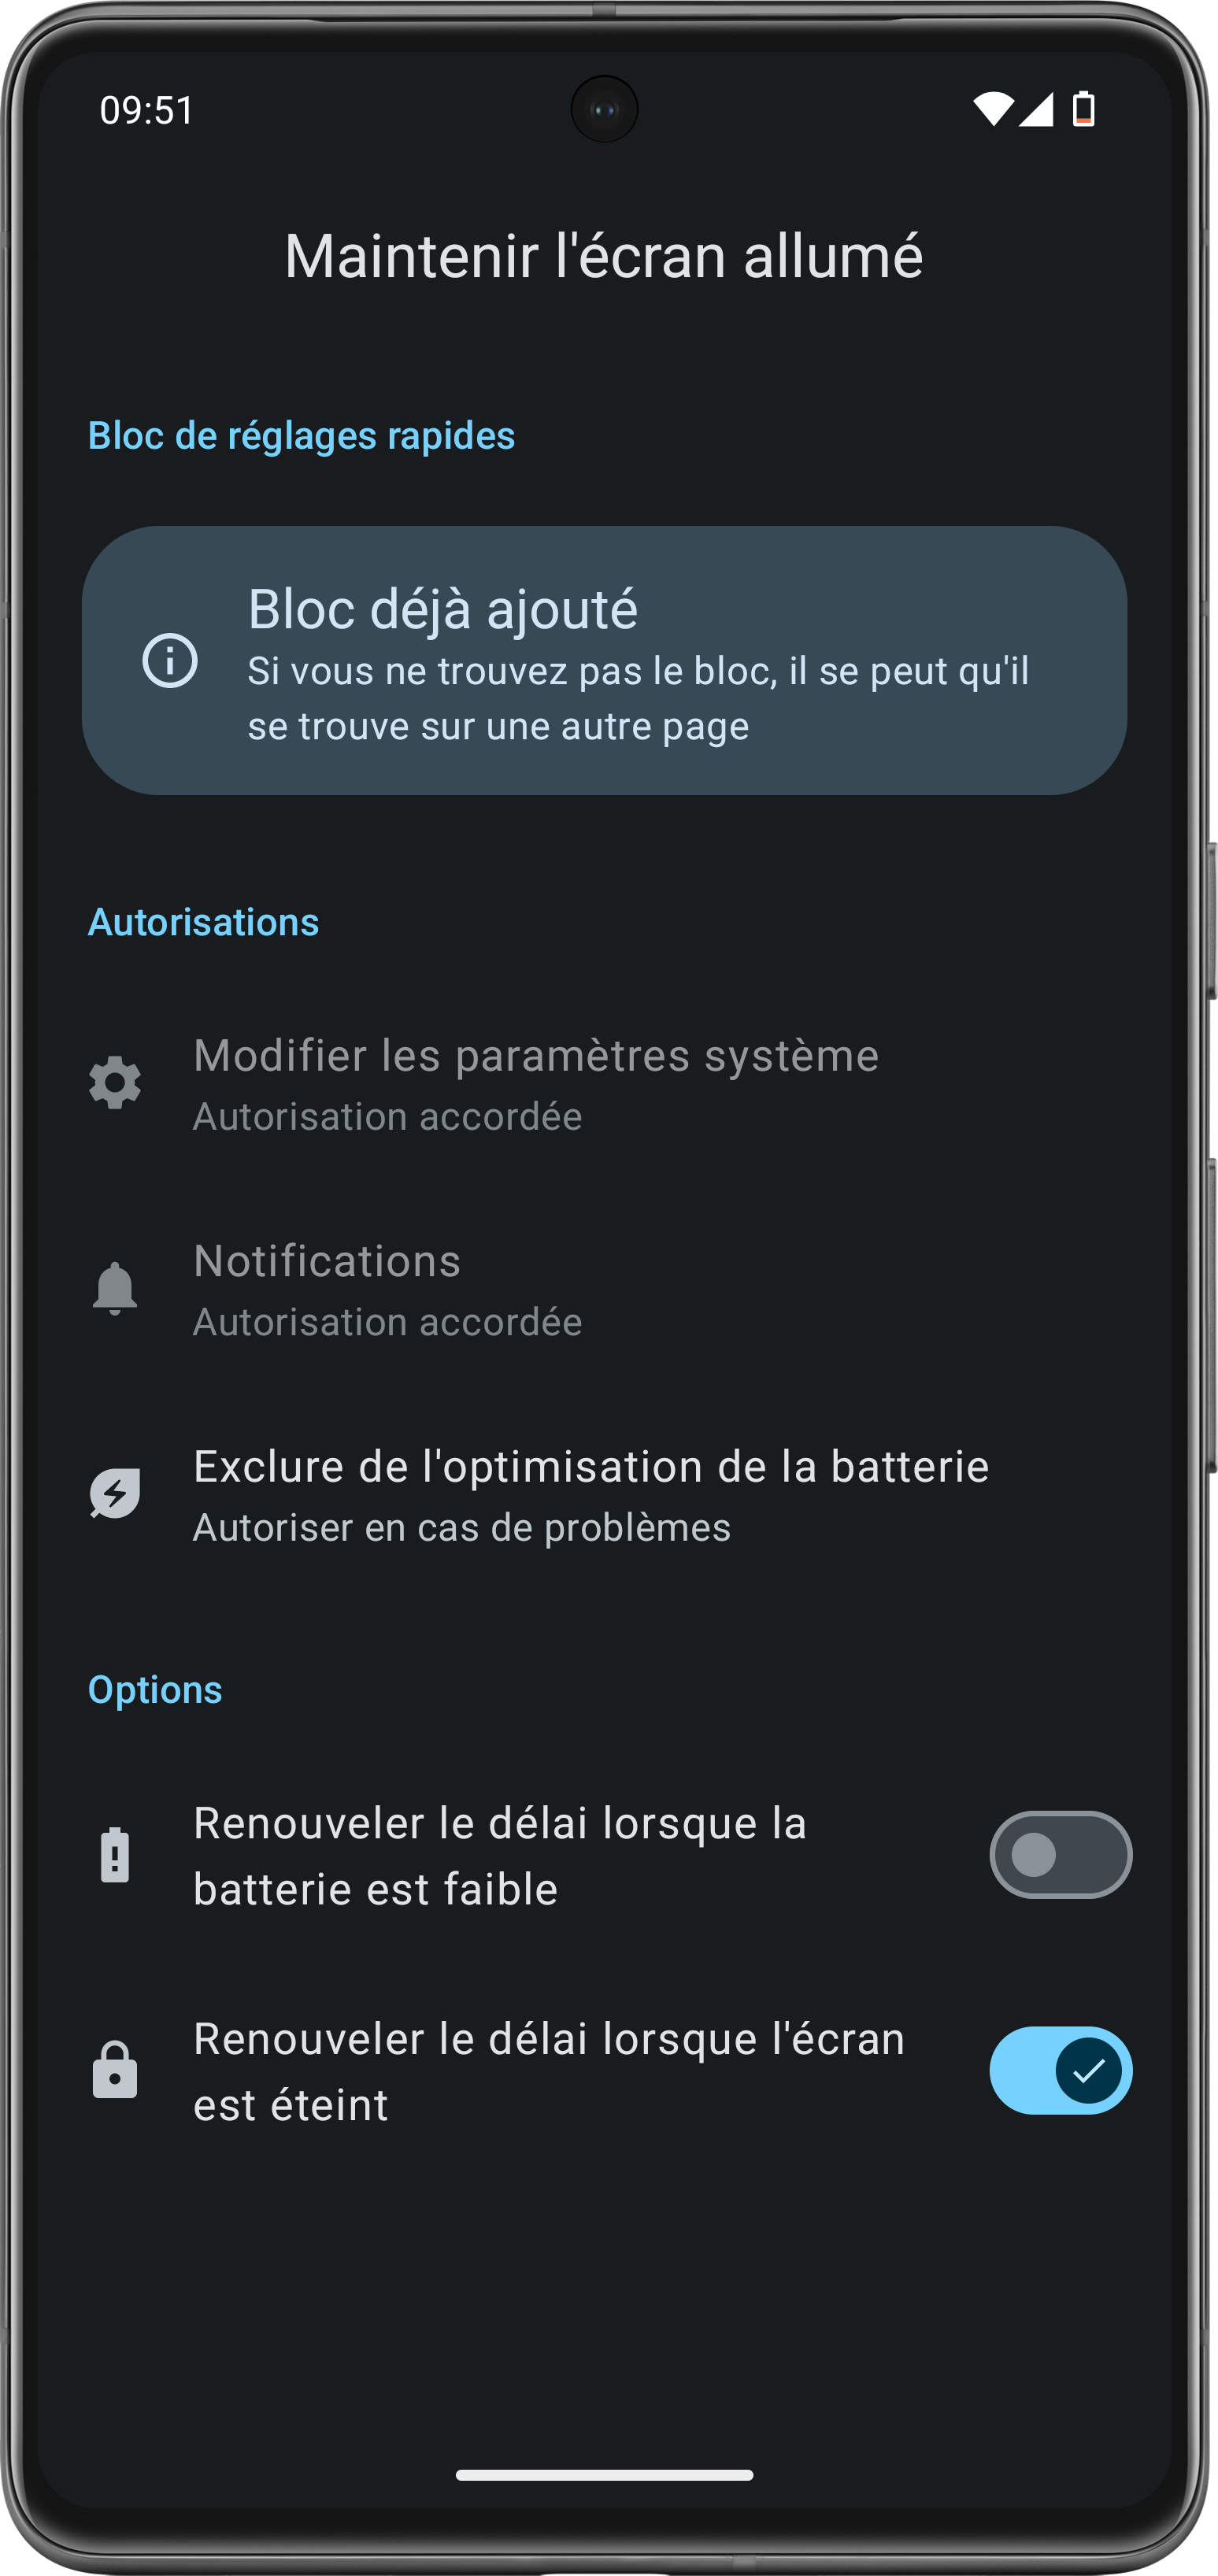 09:51
Maintenir l'écran allumé
Bloc de réglages rapides
Bloc déjà ajouté
Si vous ne trouvez pas le bloc, il se peut qu'il
se trouve sur une autre page
Autorisations
Modifier les paramètres système
Autorisation accordée
Notifications
Autorisation accordée
Exclure de l'optimisation de la batterie
Autoriser en cas de problèmes
Options
Renouveler le délai lorsque la
batterie est faible
Renouveler le délai lorsque l'écran
est éteint